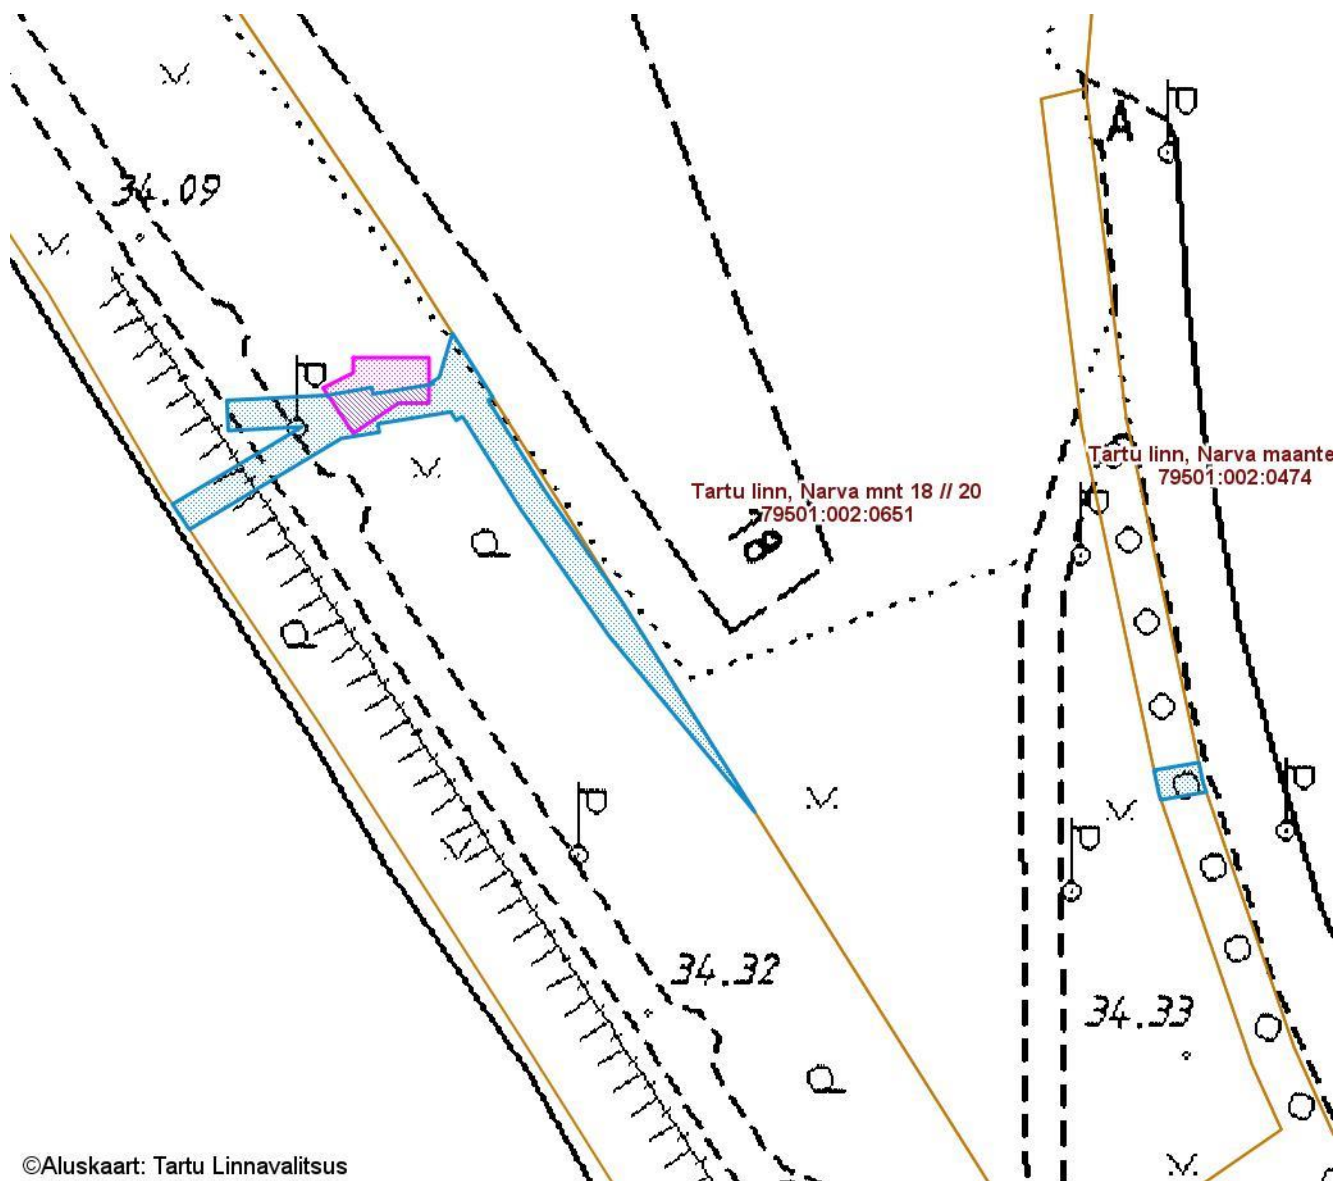 A
34.09
Tartu linn, Narva maante
79501:002:0474
Tartu linn, Narva mnt 18 // 20
79501:002:0651
34.32
34.33
©Aluskaart: Tartu Linnavalitsus